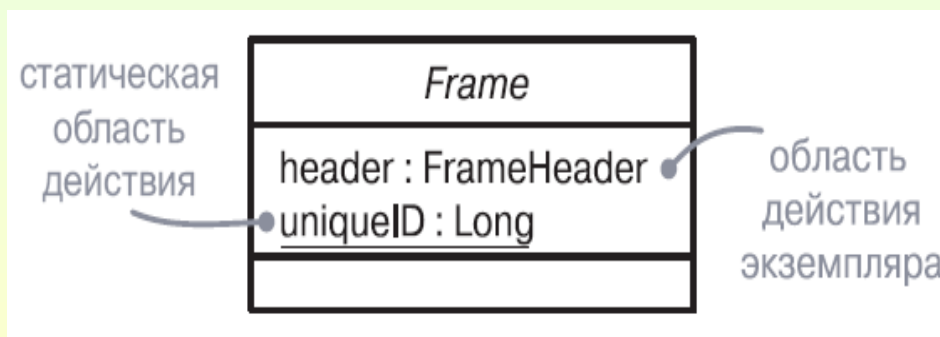 статическая
область
действия
Frame
header : FrameHeader
uniqueID : Long
область
действия
экземпляра